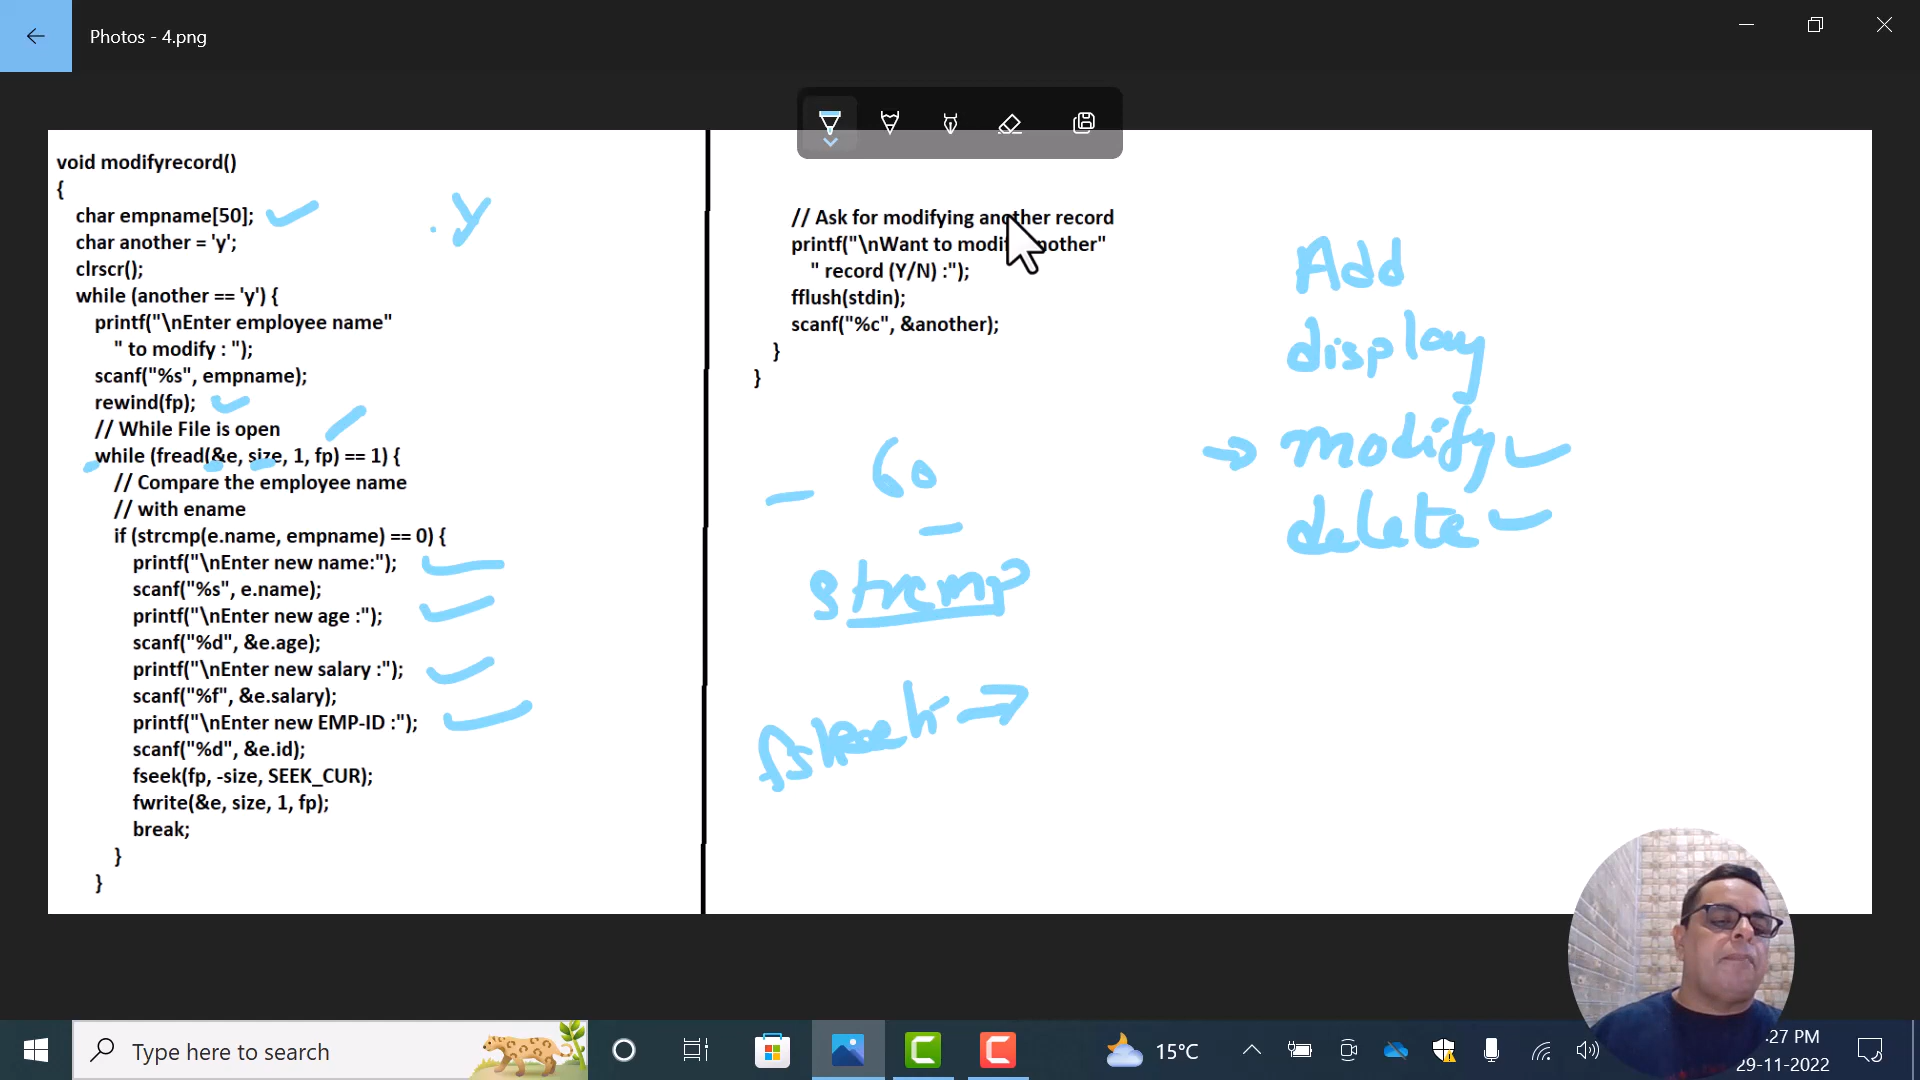 Photos - 4.png
void modifyrecord()
{
char empname[50];
char another = 'y';
clrscr();
while (another == 'y') {
printf("\nEnter employee name"
" to modify : ");
scanf("%s", empname);
rewind(fp);
// While File is open
while (fread(&e, size, 1, fp) == 1) {
// Compare the employee name
// with ename
if (strcmp(e.name, empname) == 0) {
printf("\nEnter new name:");
scanf("%s", e.name);
printf("\nEnter new age :");
scanf("%d", &e.age);
printf("\nEnter new salary :");
scanf("%f", &e.salary);
printf("\nEnter new EMP-ID :");
scanf("%d", &e.id);
fseek(fp, -size, SEEK_CUR);
fwrite(&e, size, 1, fp);
break;
}
}
y
// Ask for modifying another record
printf("\nWant to modi nother"
" record (Y/N) :");
fflush(stdin);
scanf("%c", &another);
}
}
60
strcmp
Add
display
modify
delete
Type here to search
15°C
:27 PM
29-11-2022